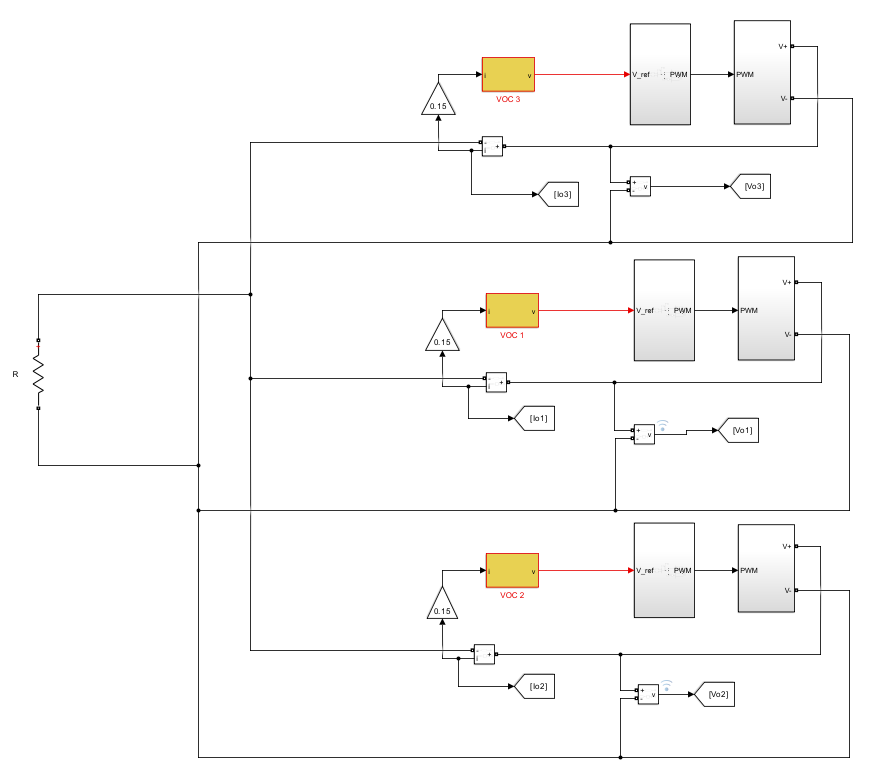 V+
V_ref
PWM
PWM
i
v
0.15
VOC 3
V-
-
i
+
+
-
v
[Io3]
[Vo3]
V+
V_ref
PWM
PWM
i
v
0.15
VOC 1
V-
+
R
-
i
+
[Io1]
+
-
v
[Vo1]
V+
V_ref
PWM
PWM
i
v
VOC 2
V-
0.15
-
i
+
[Io2]
+
-
v
[Vo2]